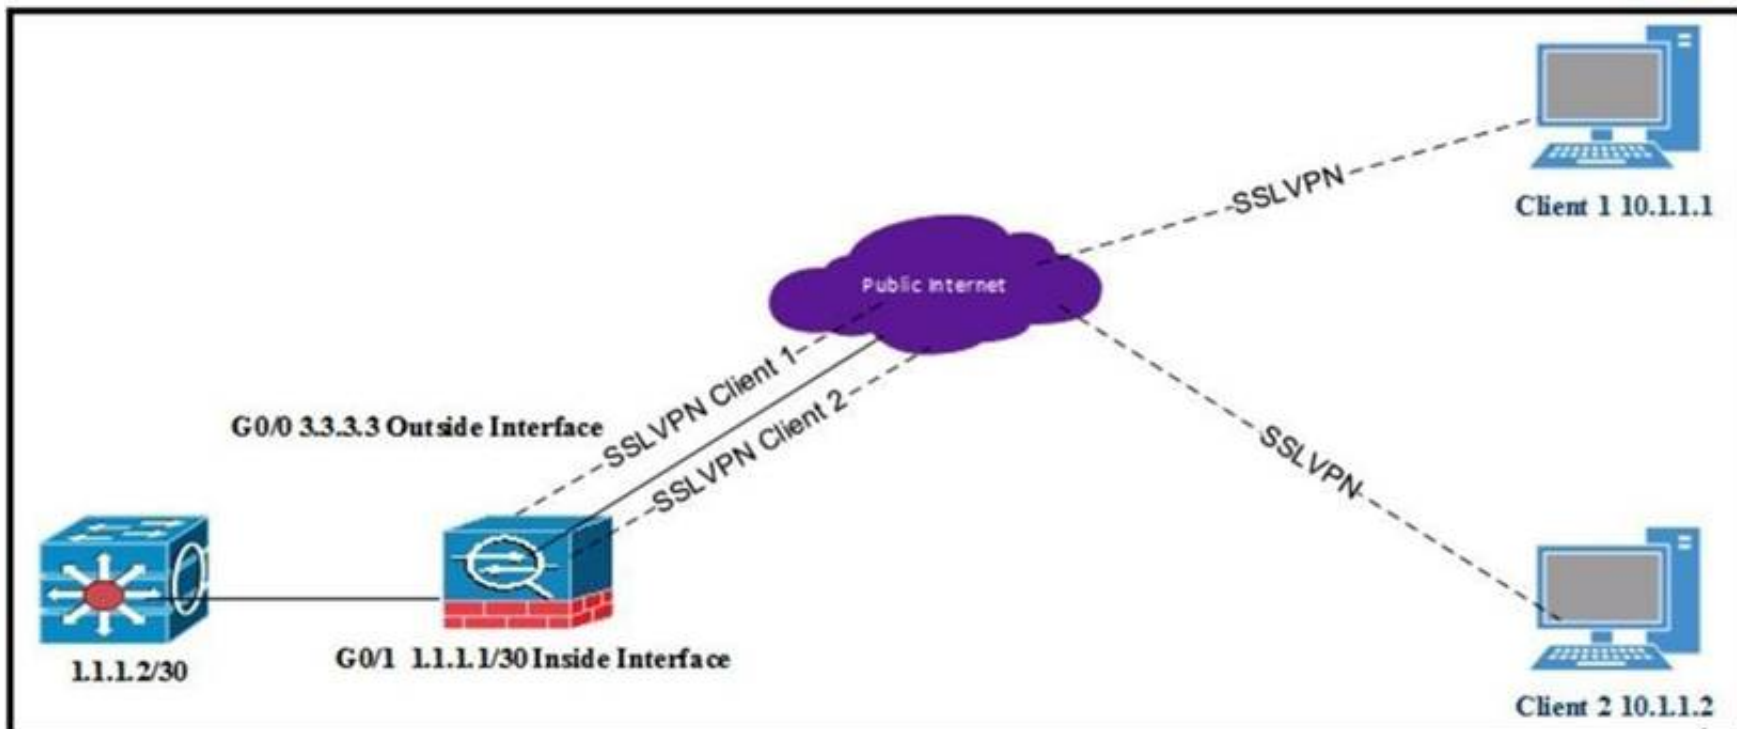 SSLVPN
Client 1 10.1.1.1
Public Internet
SSLVPN Client 1
G0/0 3.3.3.3 Outside Interface
SSLVPN Client 2
SSLVPN
1.1.1.2/30
G0/1 1.1.1.1/30 Inside Interface
Client 2 10.1.1.2